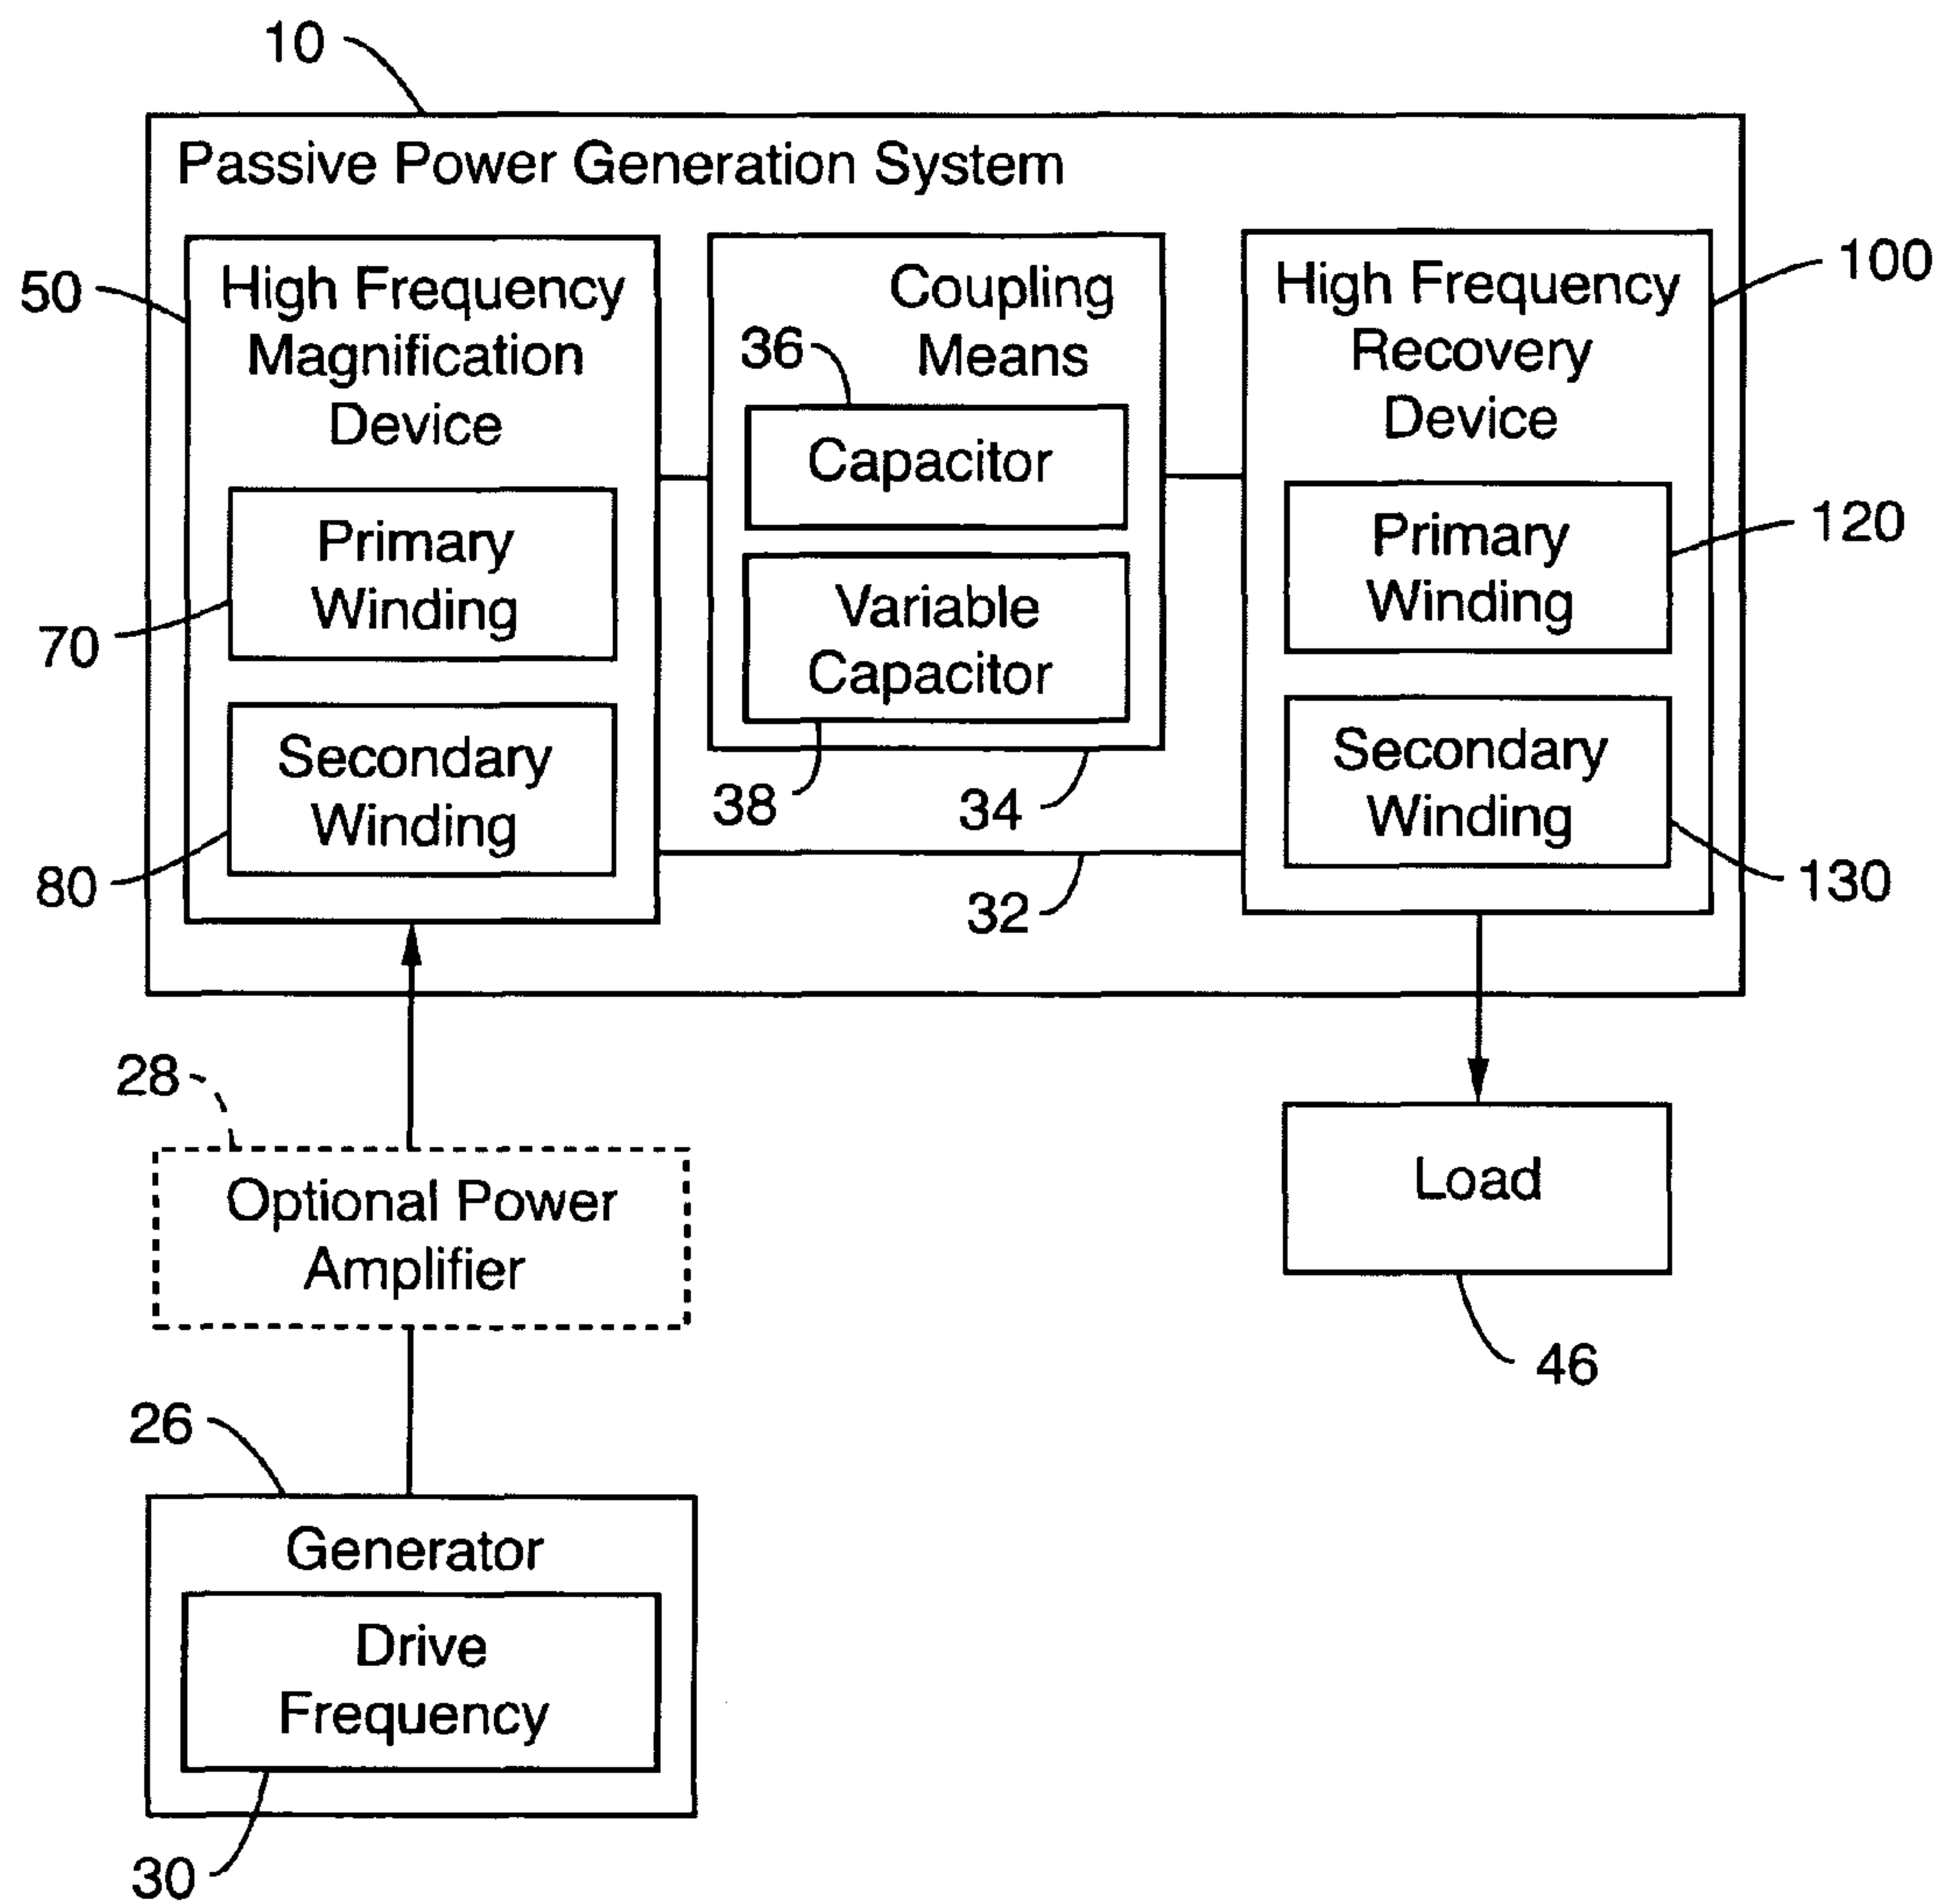 10
Passive Power Generation System
50
High Frequency
Magnification
Device
Primary
Winding
70
Secondary
Winding
80
Coupling
Means
36
Capacitor
Variable
Capacitor
38
34
32
High Frequency
Recovery
Device
100
Primary
Winding
120
Secondary
Winding
130
28
Optional Power
Amplifier
Load
46
26
Generator
Drive
Frequency
30